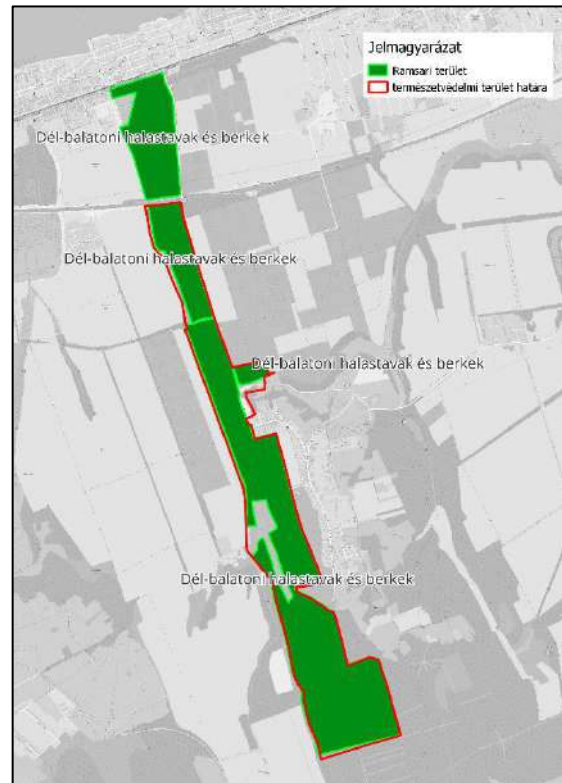 Jelmagyarázat
Ramsari terület
természetvédelmi terület határa
Dél-balatoni halastavak és berkek
Dél-balatoni halastavak és berkek
Dél-balatoni halastavak és berkek
Dél-balatoni halastavak és berkek